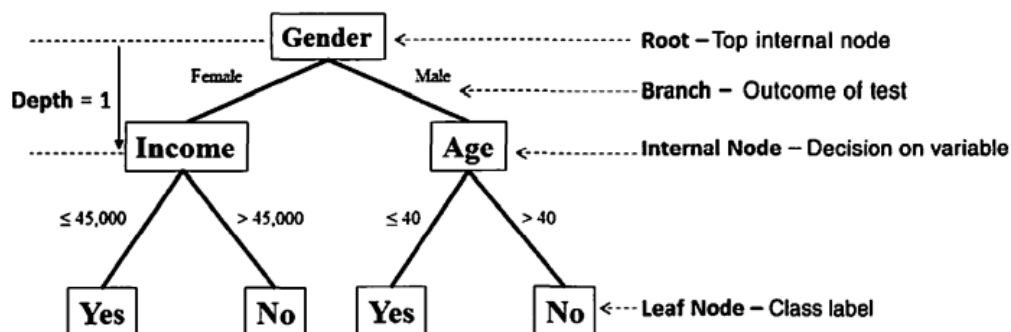 Gender
Root – Top internal node
Female
Male
Depth = 1
Branch – Outcome of test
Income
Age
Internal Node – Decision on variable
≤ 45,000
> 45,000
≤ 40
> 40
Yes
No
Yes
No
Leaf Node – Class label